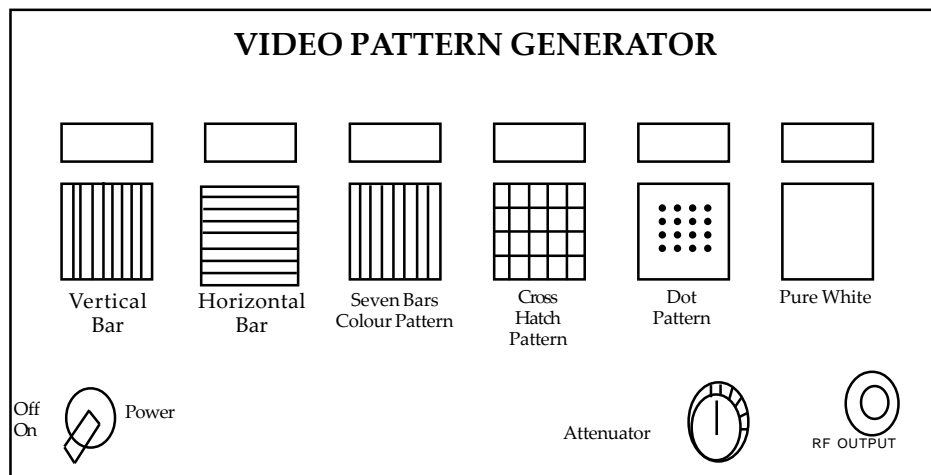 VIDEO PATTERN GENERATOR
Vertical
Bar
Horizontal
Bar
Seven Bars
Colour Pattern
Cross
Hatch
Pattern
Dot
Pattern
Pure White
Off
On
Power
Attenuator
RF OUTPUT